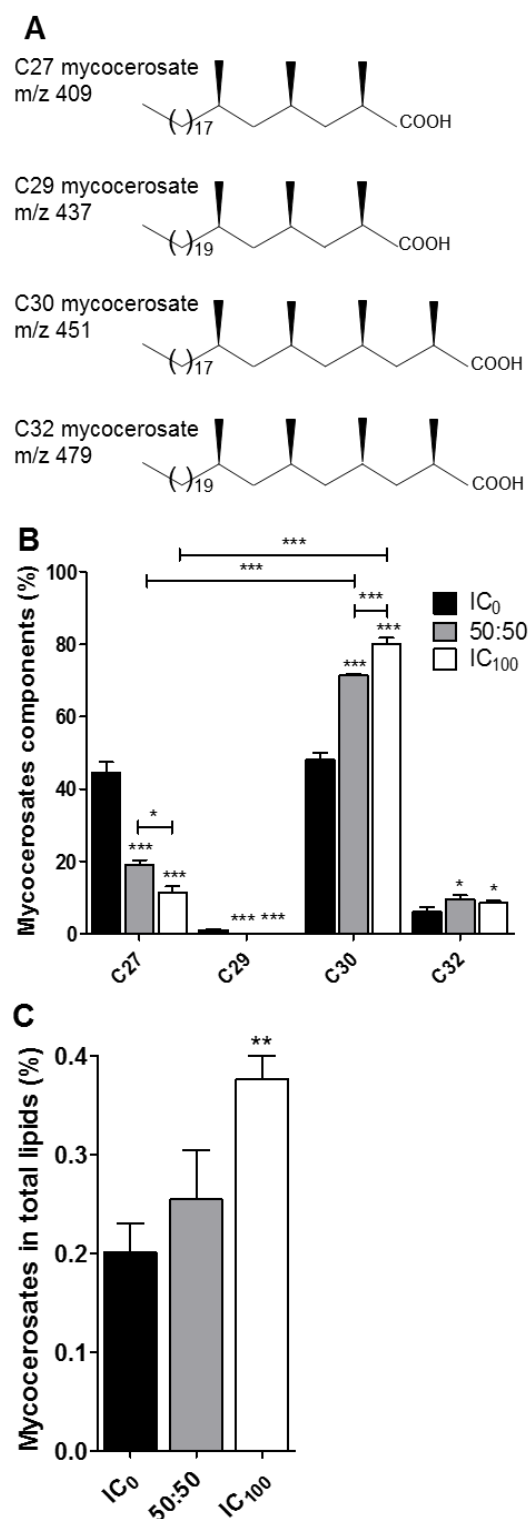 A
C27 mycocerosate
m/z 409
( )17
COOH
C29 mycocerosate
m/z 437
( )19
COOH
C30 mycocerosate
m/z 451
( )17
COOH
C32 mycocerosate
m/z 479
( )19
COOH
B
Mycocerosates components (%)
100
80
60
40
20
0
***
***
***
*
***
***
*** ***
***
***
*
*
IC0
50:50
IC100
C27
C29
C30
C32
C
Mycocerosates in total lipids (%)
0.4
0.3
0.2
0.1
0.0
**
IC0
50:50
IC100